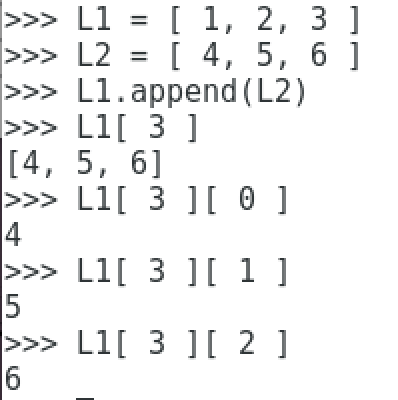 >>> L1 = [ 1, 2, 3 ]
>>> L2 = [ 4, 5, 6 ]
>>> L1.append(L2)
>>> L1[ 3 ]
[4, 5, 6]
>>> L1[ 3 ][ 0 ]
4
>>> L1[ 3 ][ 1 ]
5
>>> L1[ 3 ][ 2 ]
6